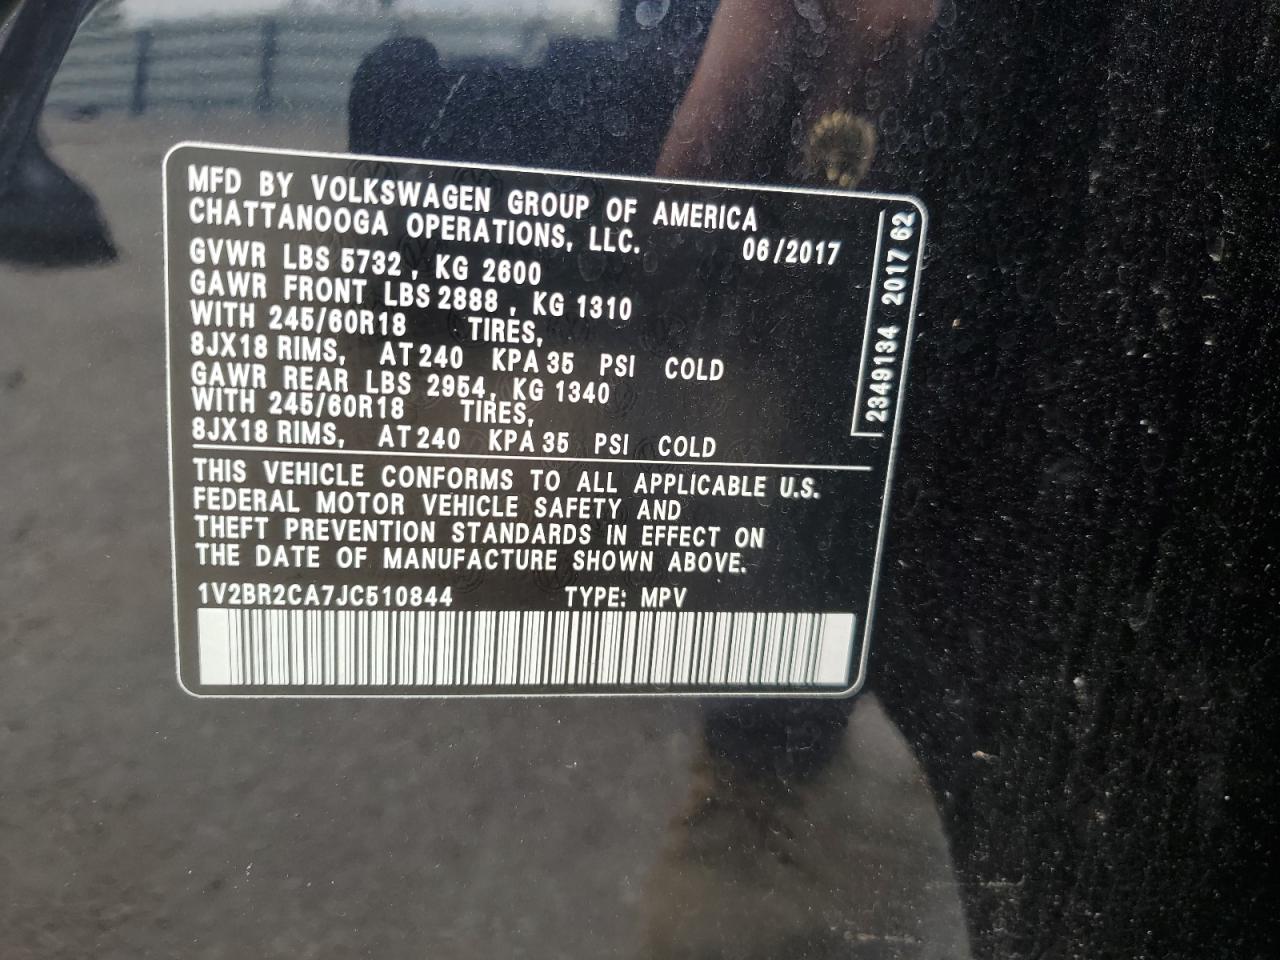 MFD BY VOLKSWAGEN GROUP OF AMERICA
CHATTANOOGA OPERATIONS, LLC. 06/2017
GVWR LBS 5732, KG 2600
GAWR FRONT LBS 2888, KG 1310
WITH 245/60R18 TIRES,
8JX18 RIMS, AT 240 KPA 35 PSI COLD
GAWR REAR LBS 2954, KG 1340
WITH 245/60R18 TIRES,
8JX18 RIMS, AT 240 KPA 35 PSI COLD
THIS VEHICLE CONFORMS TO ALL APPLICABLE U.S.
FEDERAL MOTOR VEHICLE SAFETY AND
THEFT PREVENTION STANDARDS IN EFFECT ON
THE DATE OF MANUFACTURE SHOWN ABOVE.
1V2BR2CA7JC510844 TYPE: MPV
2349134 2017 62